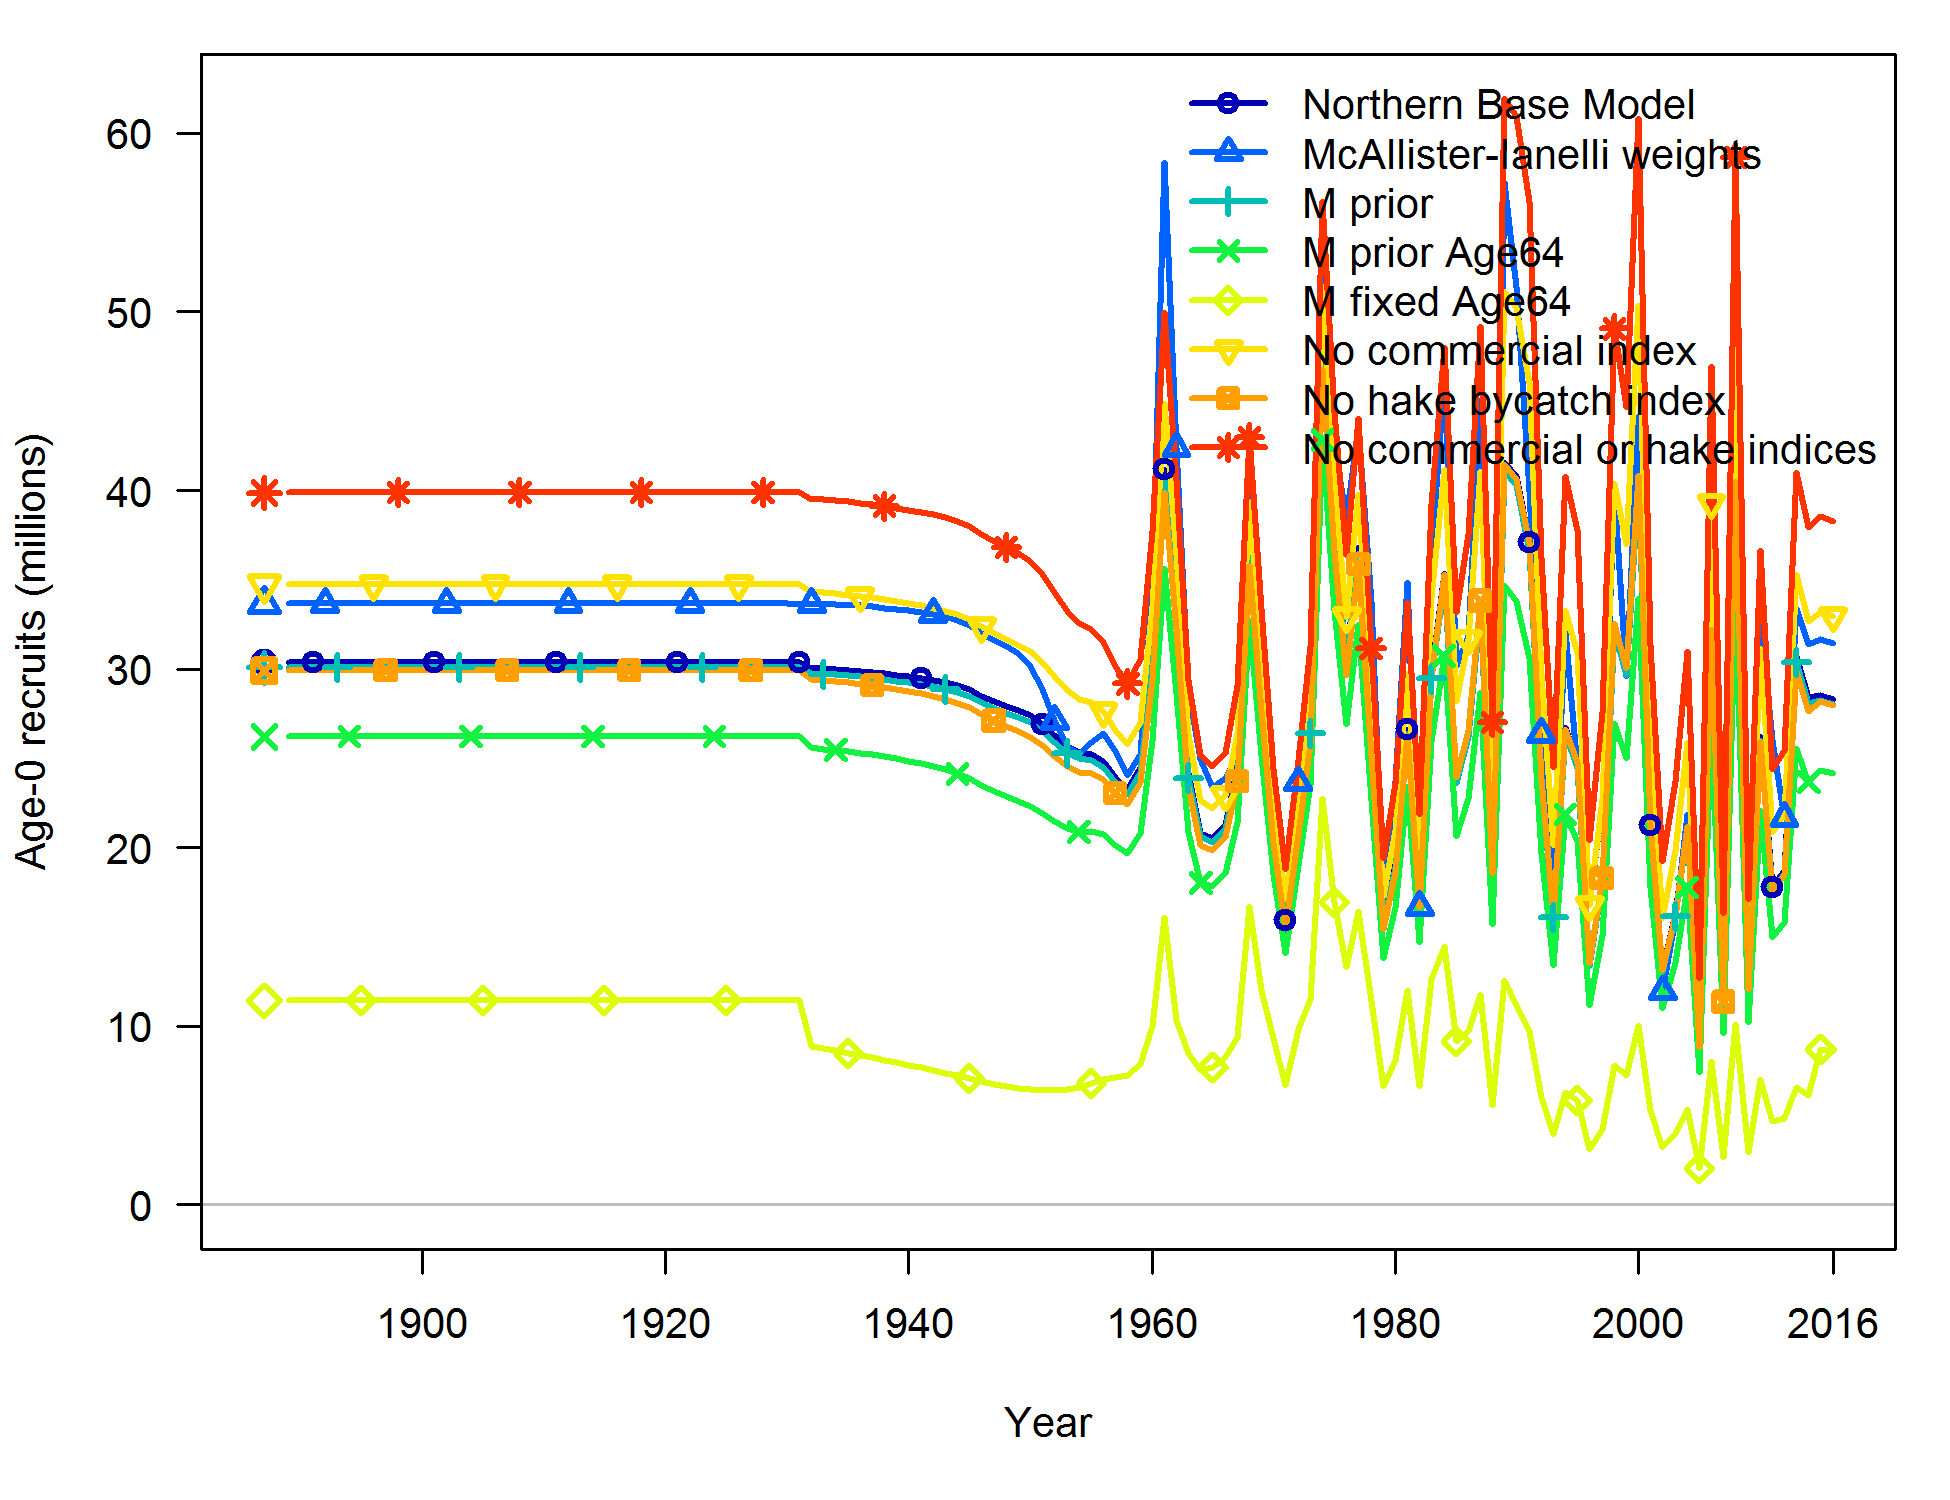 Northern Base Model
McAllister-Ianelli weights
M prior
M prior Age64
M fixed Age64
No commercial index
No hake bycatch index
No commercial or hake indices
Age-0 recruits (millions)
60
50
40
30
20
10
0
1900 1920 1940 1960 1980 2000 2016
Year